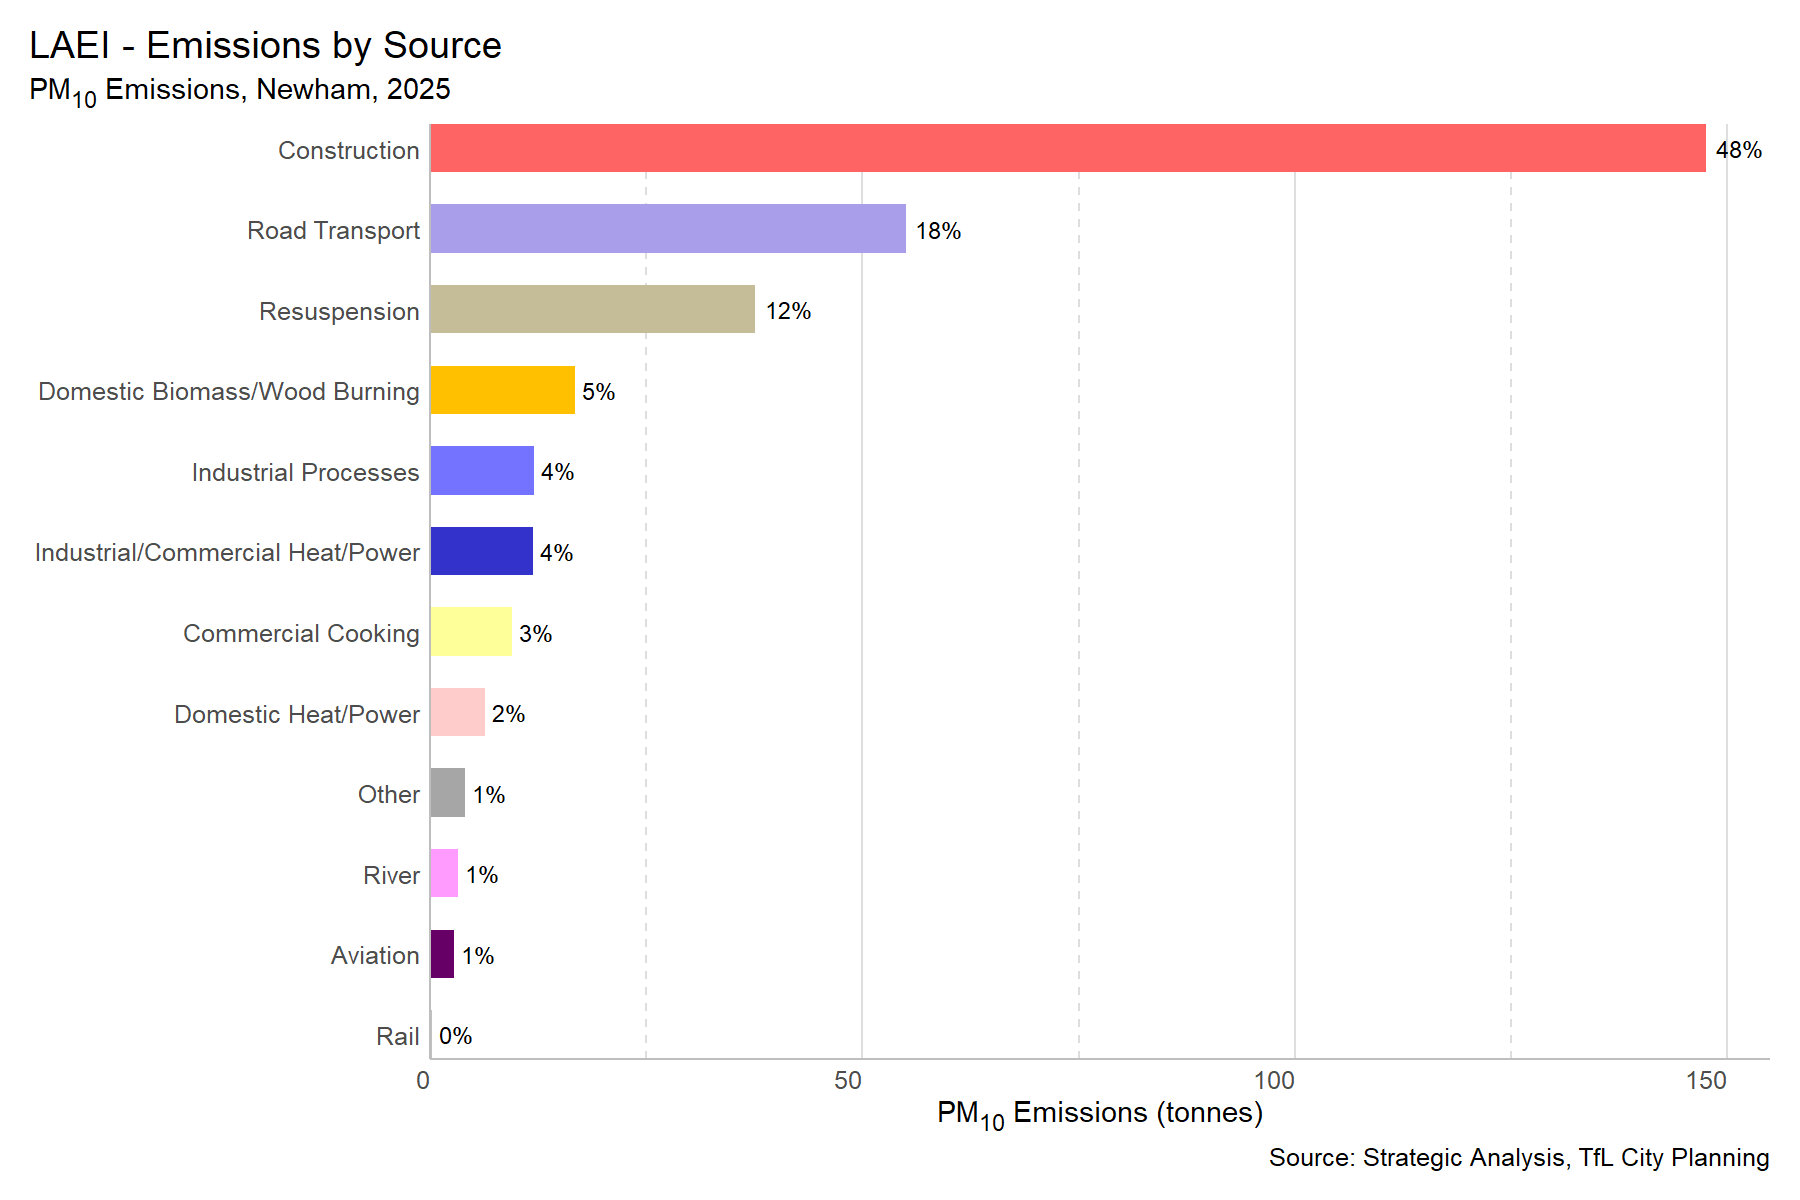 LAEI - Emissions by Source
PM10 Emissions, Newham, 2025
Construction 48%
Road Transport 18%
Resuspension 12%
Domestic Biomass/Wood Burning 5%
Industrial Processes 4%
Industrial/Commercial Heat/Power 4%
Commercial Cooking 3%
Domestic Heat/Power 2%
Other 1%
River 1%
Aviation 1%
Rail 0%
0 50 100 150
PM10 Emissions (tonnes)
Source: Strategic Analysis, TfL City Planning